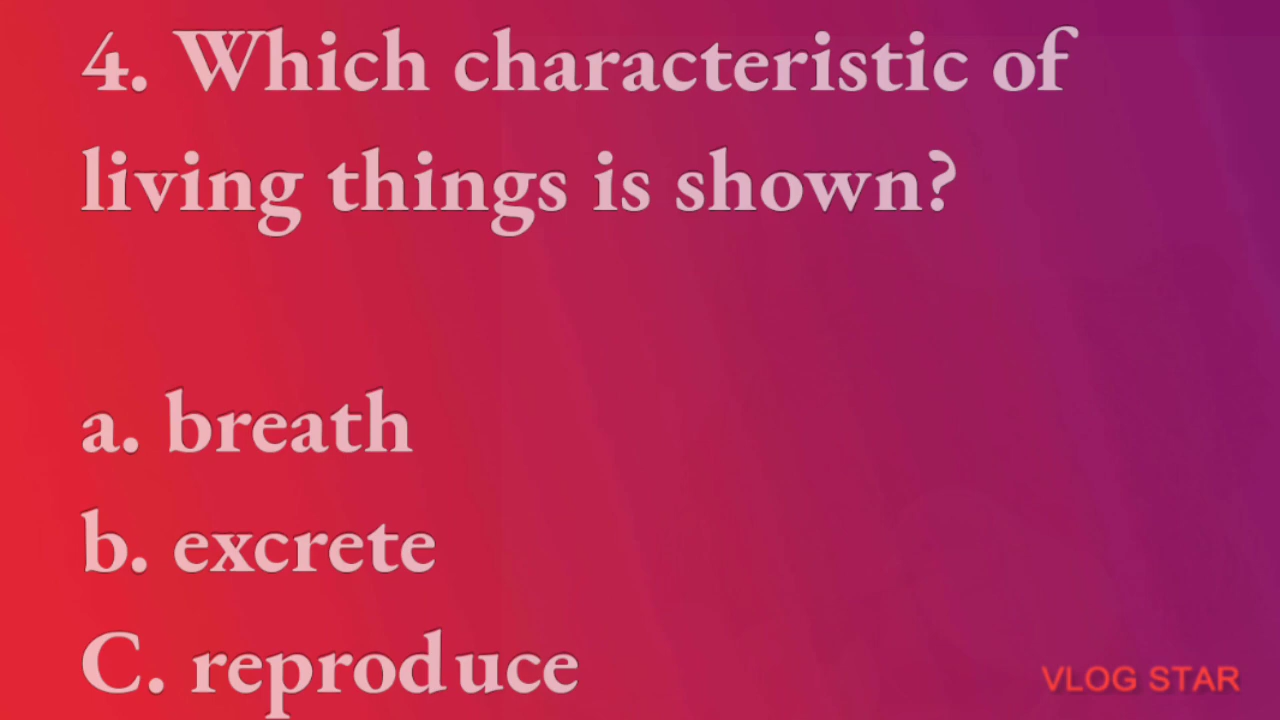 4. Which characteristic of
living things is shown?
a. breath
b. excrete
C. reproduce
VLOG STAR